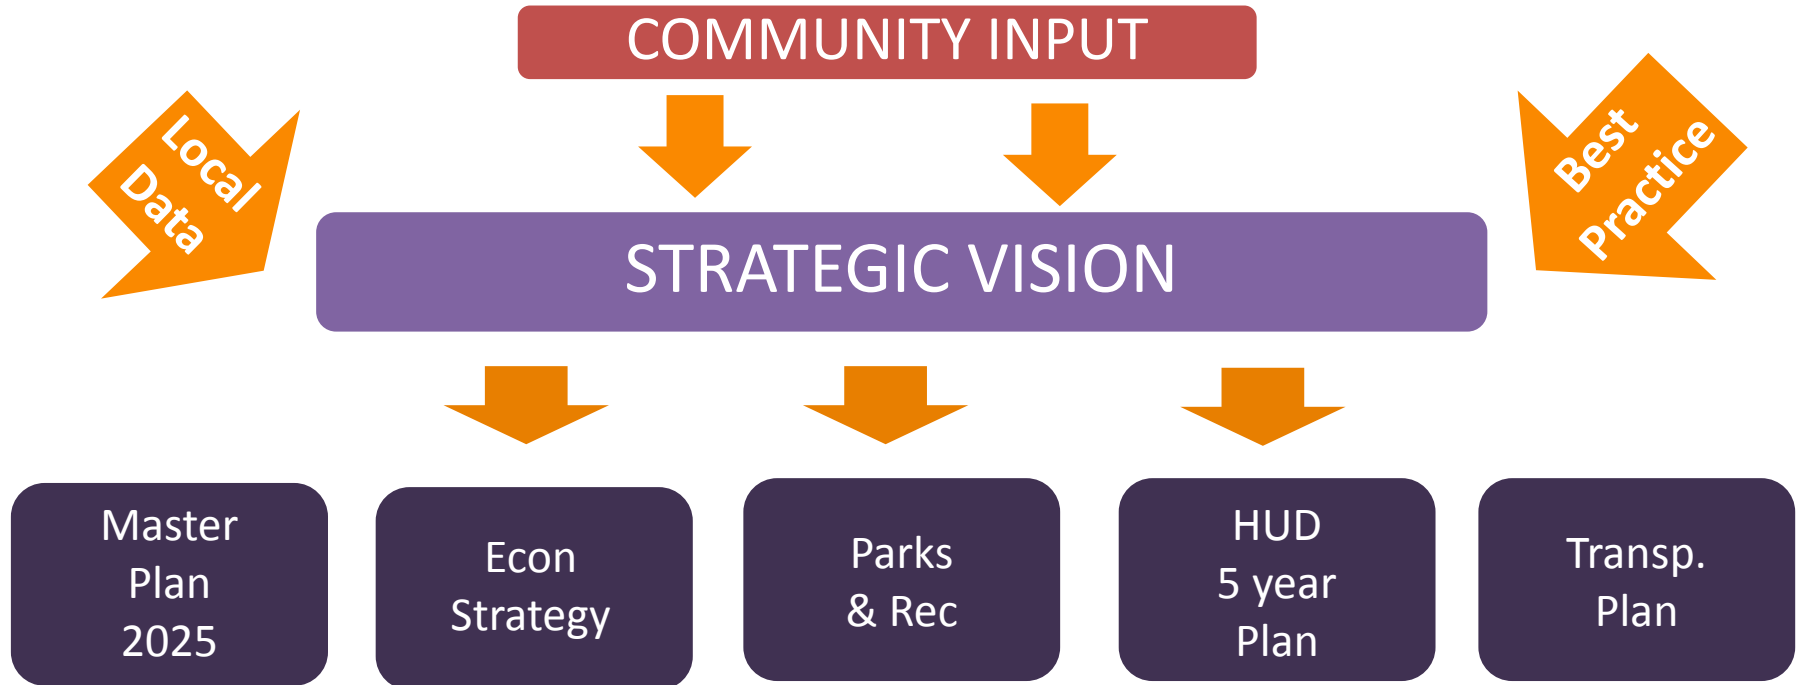 COMMUNITY INPUT
Local
Data
Best
Practice
STRATEGIC VISION
Master
Plan
2025
Econ
Strategy
Parks
& Rec
HUD
5 year
Plan
Transp.
Plan